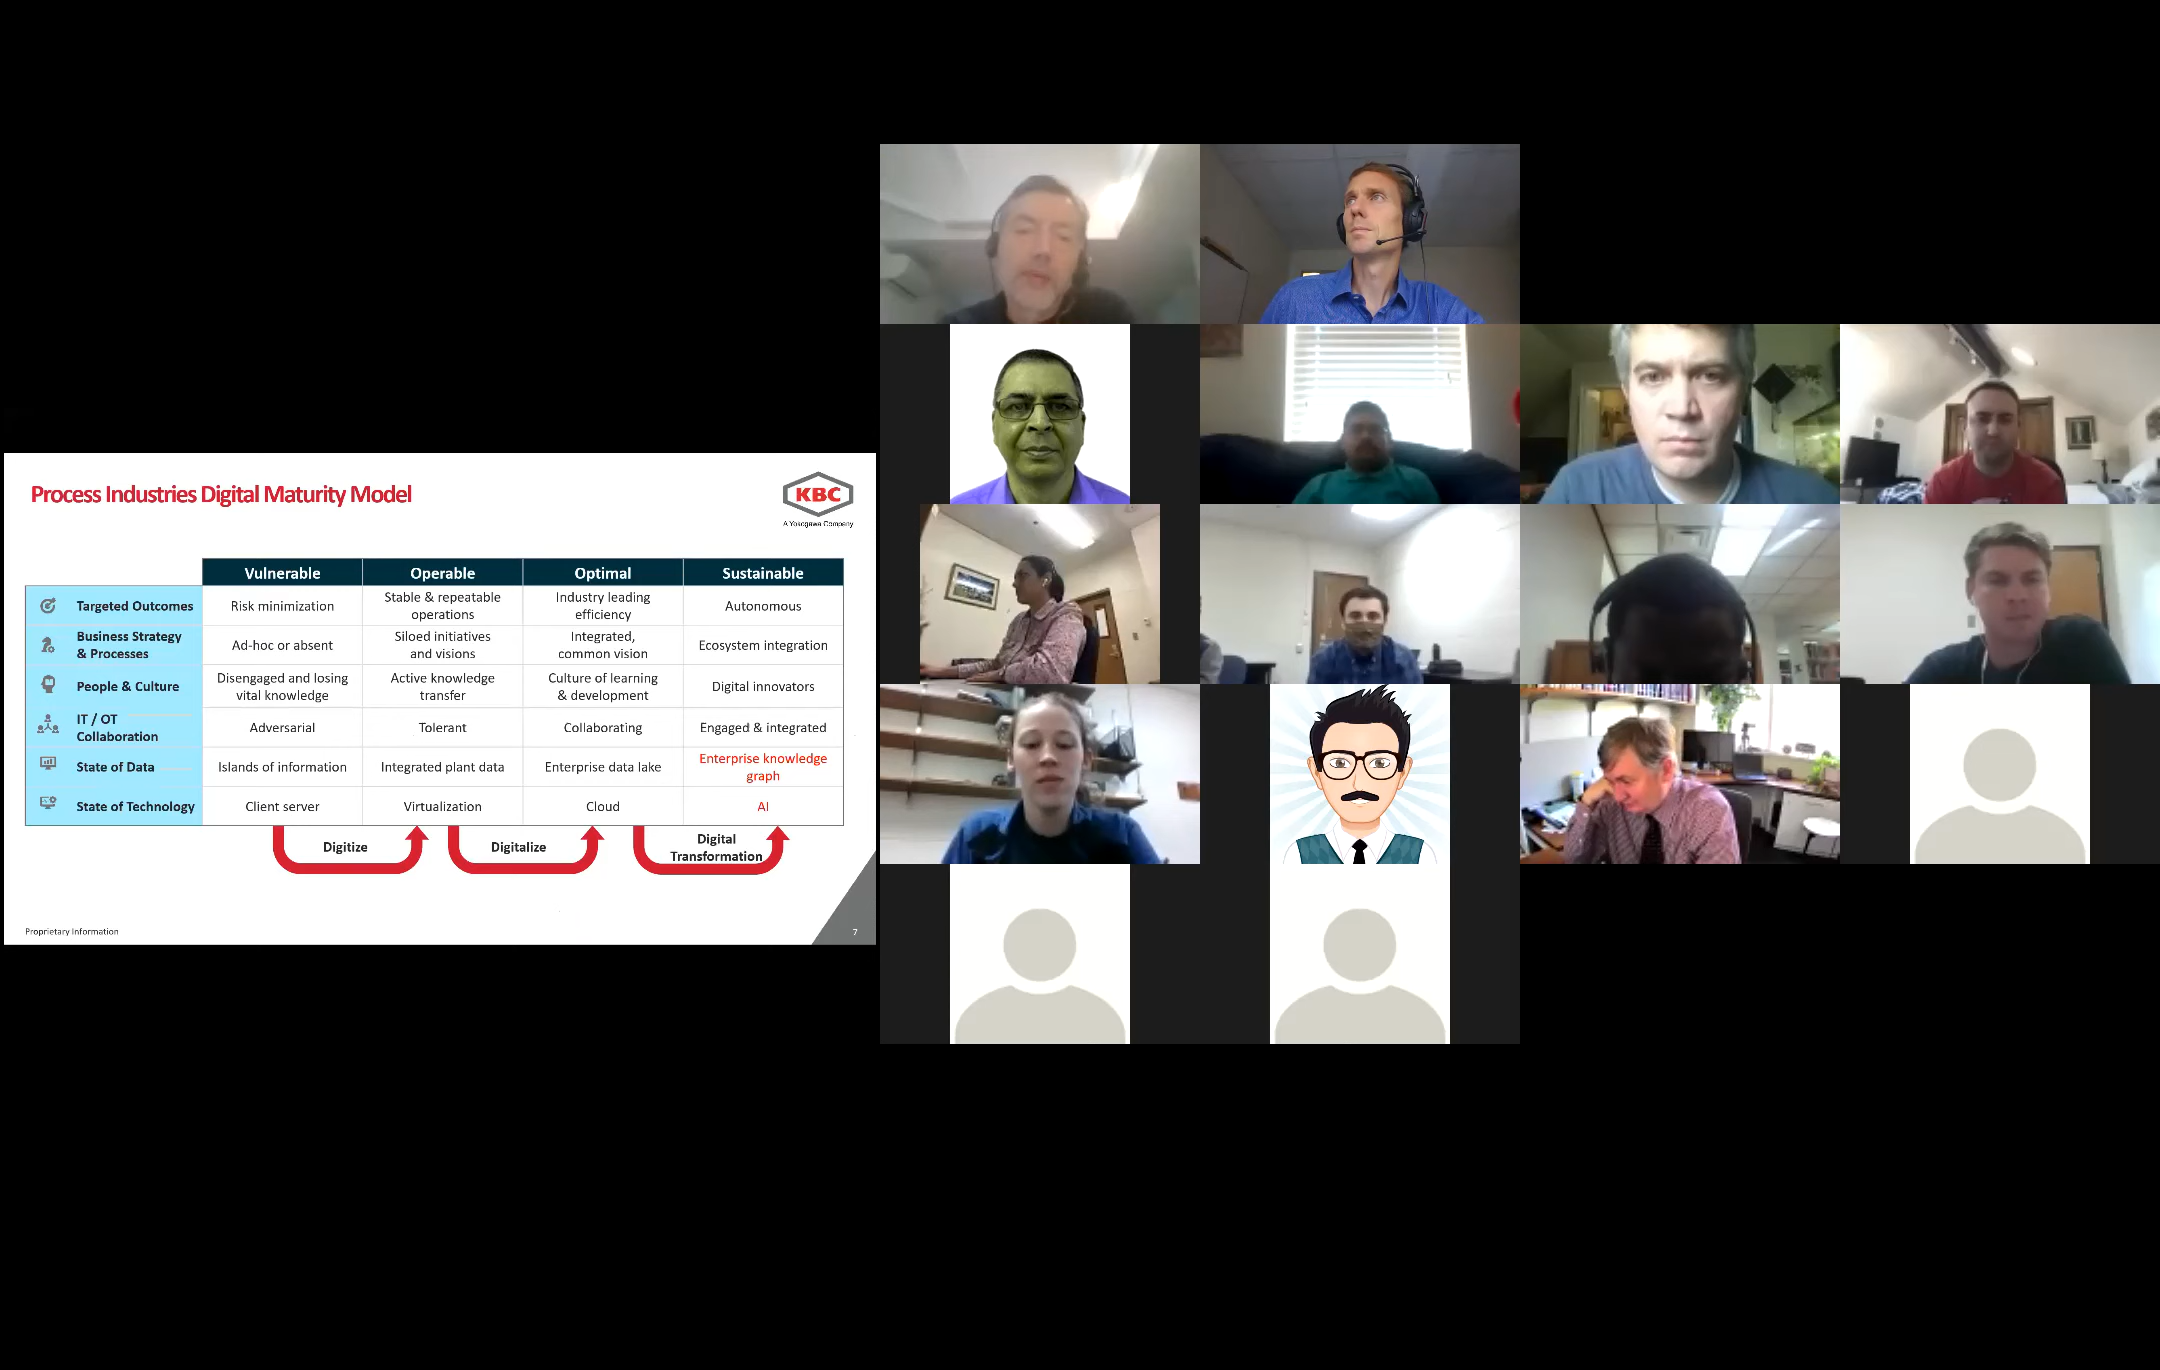 Process Industries Digital Maturity Model
KBC
A Yokogawa Company
Vulnerable Operable Optimal Sustainable
Targeted Outcomes
Risk minimization
Stable & repeatable
operations
Industry leading
efficiency
Autonomous
Business Strategy
& Processes
Ad-hoc or absent
Siloed initiatives
and visions
Integrated,
common vision
Ecosystem integration
People & Culture
Disengaged and losing
vital knowledge
Active knowledge
transfer
Culture of learning
& development
Digital innovators
IT / OT
Collaboration
Adversarial
Tolerant
Collaborating
Engaged & integrated
State of Data
Islands of information
Integrated plant data
Enterprise data lake
Enterprise knowledge
graph
State of Technology
Client server
Virtualization
Cloud
AI
Digitize
Digitalize
Digital
Transformation
Proprietary Information
7